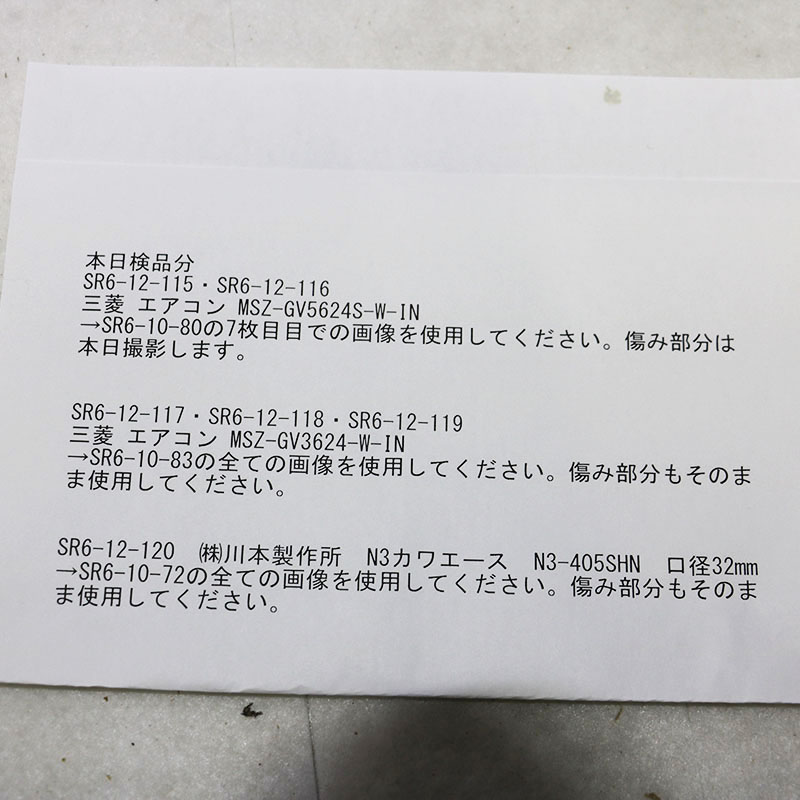 本日検品分
SR6-12-115・SR6-12-116
三菱 エアコン MSZ-GV5624S-W-IN
→SR6-10-80の7枚目目での画像を使用してください。傷み部分は
本日撮影します。
SR6-12-117・SR6-12-118・SR6-12-119
三菱 エアコン MSZ-GV3624-W-IN
→SR6-10-83の全ての画像を使用してください。傷み部分もそのま
ま使用してください。
SR6-12-120　㈱川本製作所　N3カワエース　N3-405SHN　口径32mm
→SR6-10-72の全ての画像を使用してください。傷み部分もそのま
ま使用してください。